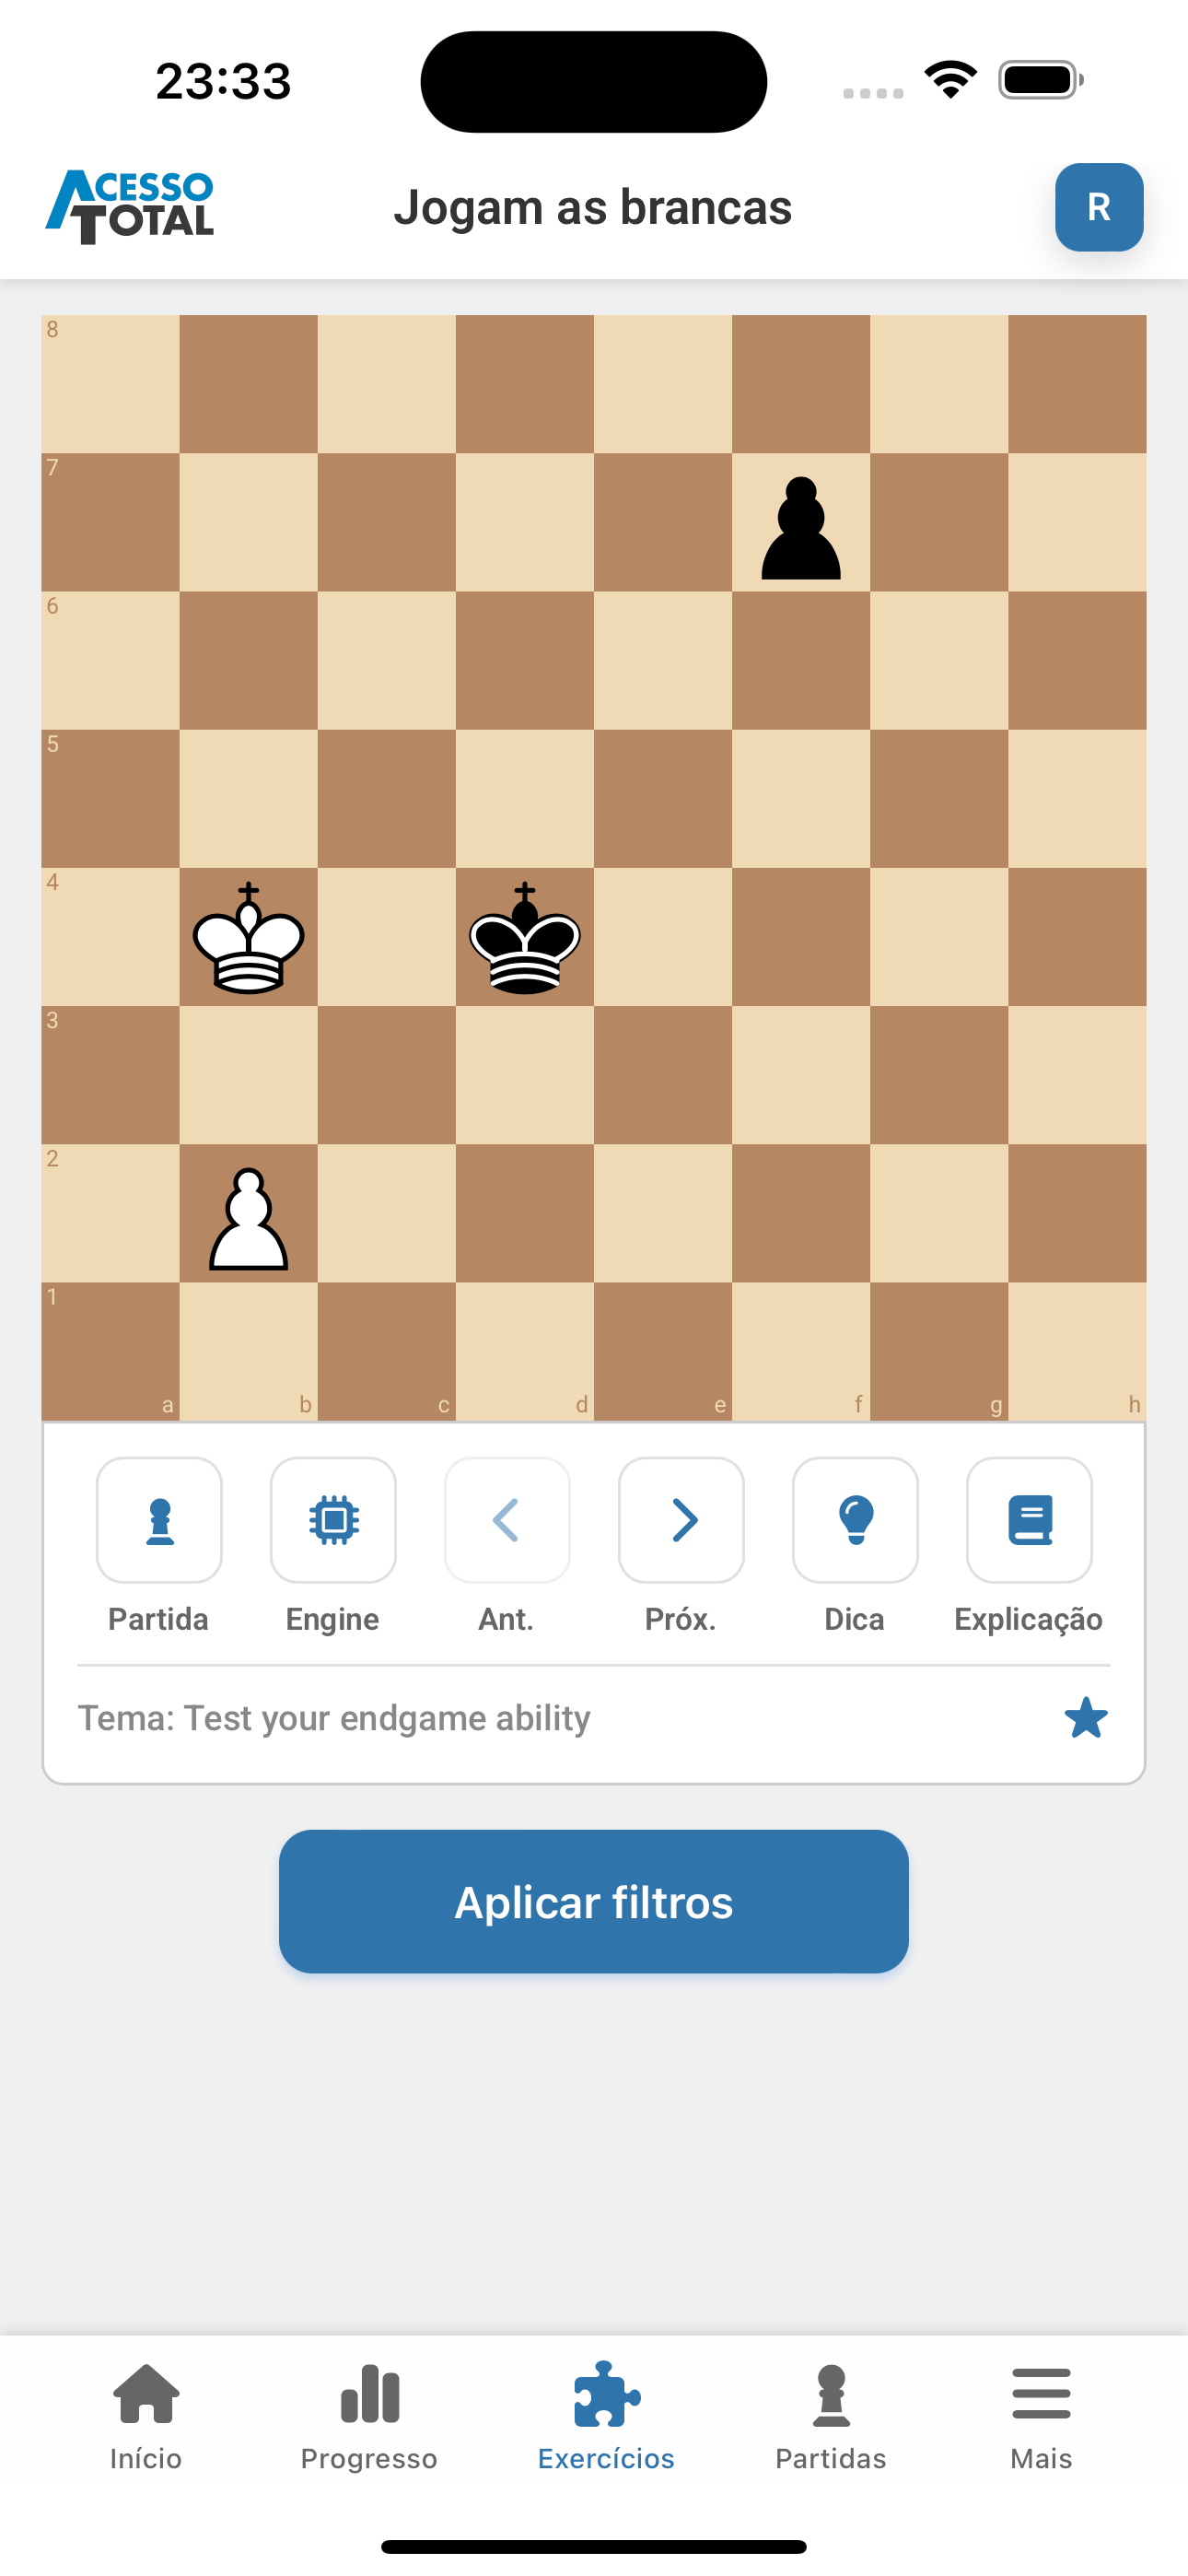 23:33
ACESSO
TOTAL
Jogam as brancas
R
8
7
6
5
4
3
2
1
a b c d e f g h
Partida Engine Ant. Próx. Dica Explicação
Tema: Test your endgame ability
Aplicar filtros
Início Progresso Exercícios Partidas Mais